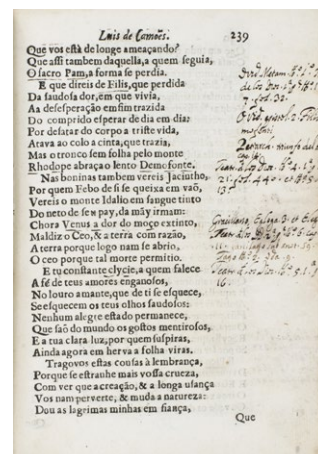 Luis de Camões. 239
Que vos està de longe ameaçando?
Que assi tambem daquella, a quem seguia,
O sacro Pam, a forma se perdia.
E que direis de Filis, que perdida
Da saudosa dor, em que vivia,
Aa desesperação em fim trazida
Do comprido esperar de dia em dia:
Por desatar do corpo a triste vida,
Atava ao colo a cinta, que trazia,
Mas o tronco sem folha pelo monte
Rhodope abraça o lento Demofonte.
Nas boninas tambem vereis Jacintho,
Por quem Febo de si se queixa em vaõ,
Vereis o monte Idalio em sangue tinto
Do neto de seu pay, da mãy irmam:
Chora Venus a dor do moço extinto,
Maldiz o Ceo, & a terra com razão,
A terra porque logo nam se abrio,
O ceo porque tal morte permitio.
E tu constante clycie, a quem falece
A fé de teus amores enganosos,
No louro amante, que de ti se esquece,
Se esquecem os teus olhos saudosos:
Nenhum alegre estado permanece,
Que saõ do mundo os gostos mentirosos,
E a tua clara luz, por quem suspiras,
Ainda agora em herva a folha viras.
Tragovos estas cousas à lembrança,
Porque se estranhe mais vossa crueza,
Com ver que a creação, & a longa usança
Vos nam perverte, & muda a natureza:
Dou as lagrimas minhas em fiança,
Que